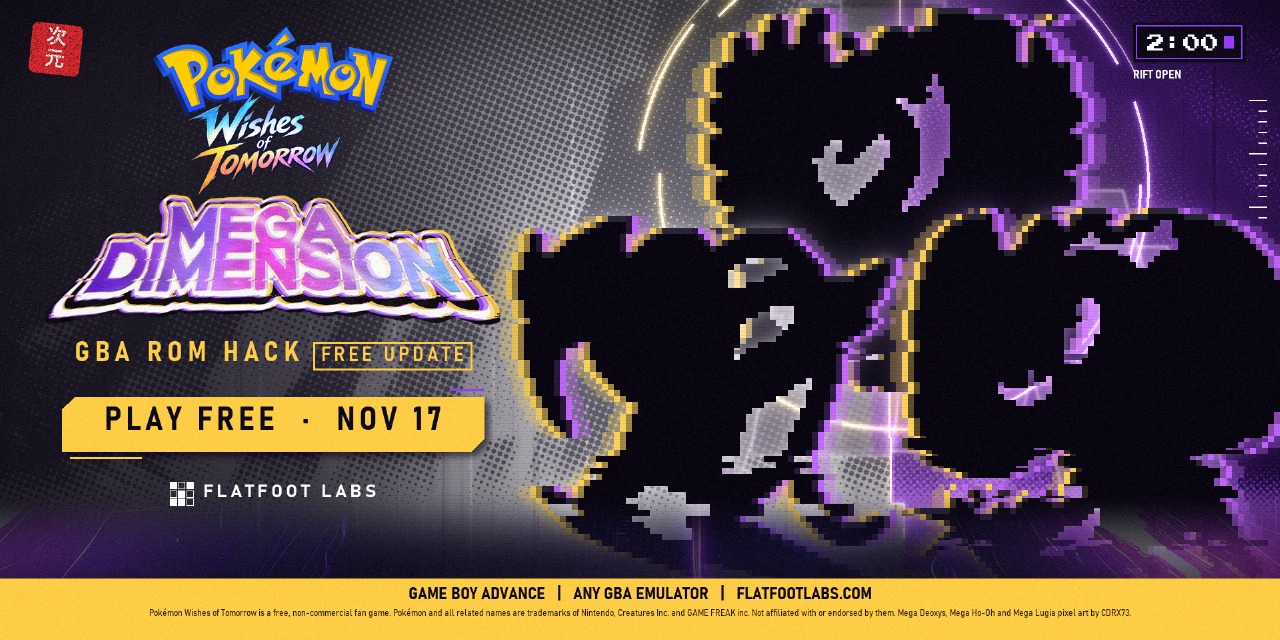 次
元
POKéMON
Wishes
of
TOMORROW
MEGA
DIMENSION
GBA ROM HACK FREE UPDATE
PLAY FREE · NOV 17
FLATFOOT LABS
2:00
RIFT OPEN
GAME BOY ADVANCE | ANY GBA EMULATOR | FLATFOOTLABS.COM
Pokémon Wishes of Tomorrow is a free, non-commercial fan game. Pokémon and all related names are trademarks of Nintendo, Creatures Inc. and GAME FREAK inc. Not affiliated with or endorsed by them. Mega Deoxys, Mega Ho-Oh and Mega Lugia pixel art by CDRX73.